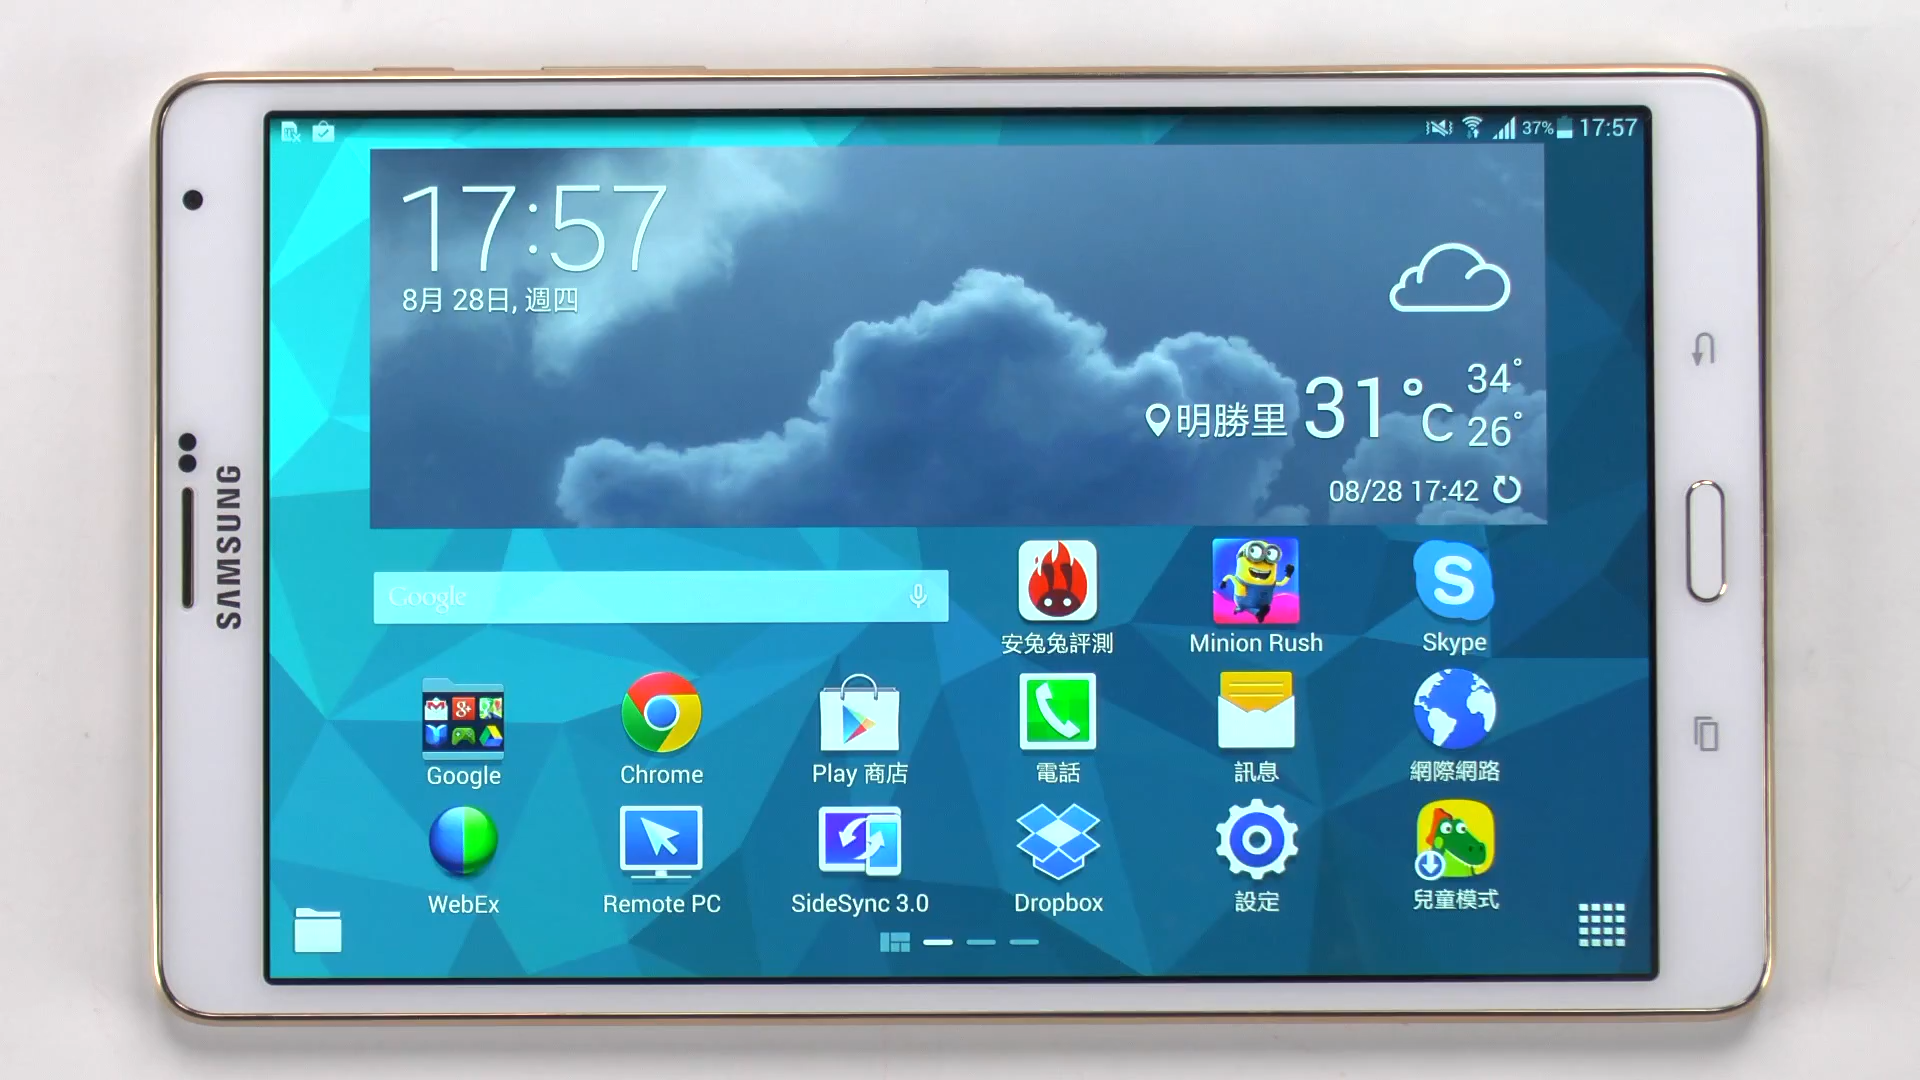 37% 17:57
17:57
8月 28日, 週四
明勝里 31°C 34° 26°
08/28 17:42
SAMSUNG
Google
安兔兔評測
Minion Rush
S
Skype
g+
Google
Chrome
Play 商店
電話
訊息
網際網路
WebEx
Remote PC
SideSync 3.0
Dropbox
設定
兒童模式